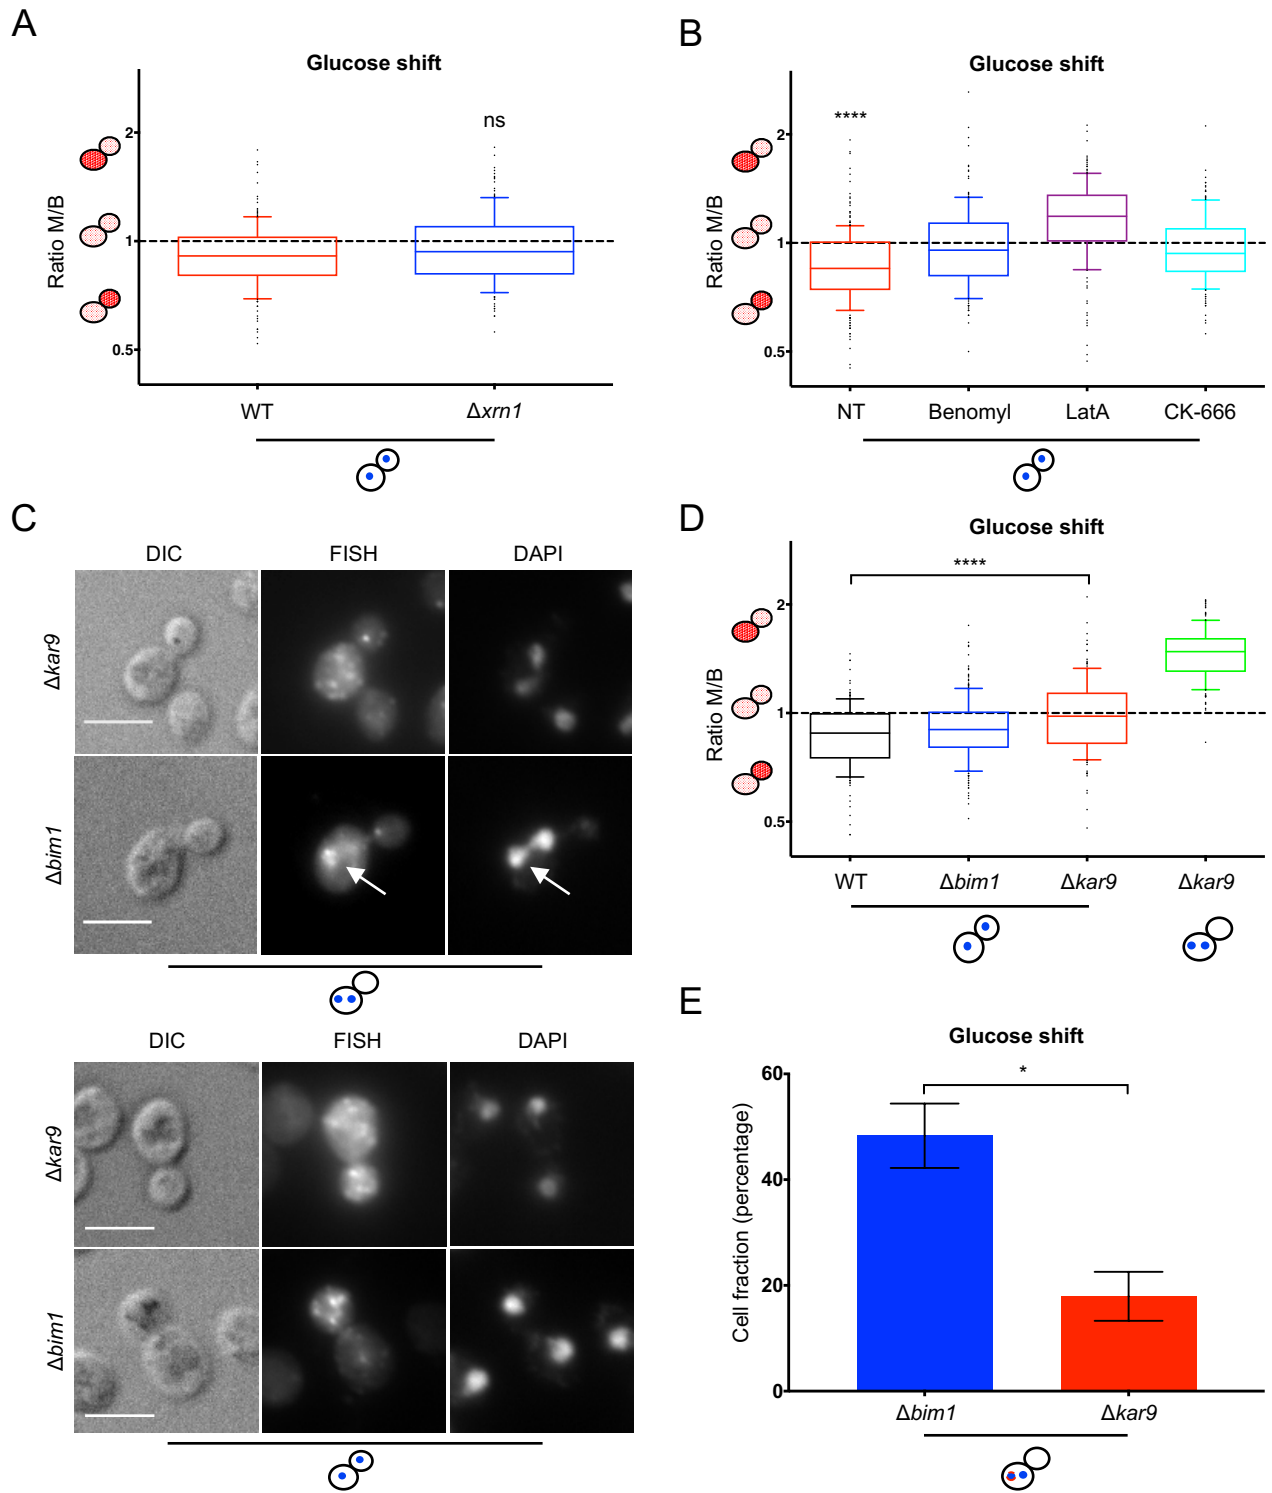 A
Glucose shift
Ratio M/B
2
1
0.5
ns
WT
Δxrn1
B
Glucose shift
Ratio M/B
2
1
0.5
****
NT
Benomyl
LatA
CK-666
C
DIC
FISH
DAPI
Δkar9
Δbim1
DIC
FISH
DAPI
Δkar9
Δbim1
D
Glucose shift
Ratio M/B
2
1
0.5
****
WT
Δbim1
Δkar9
Δkar9
E
Glucose shift
Cell fraction (percentage)
60
40
20
0
*
Δbim1
Δkar9